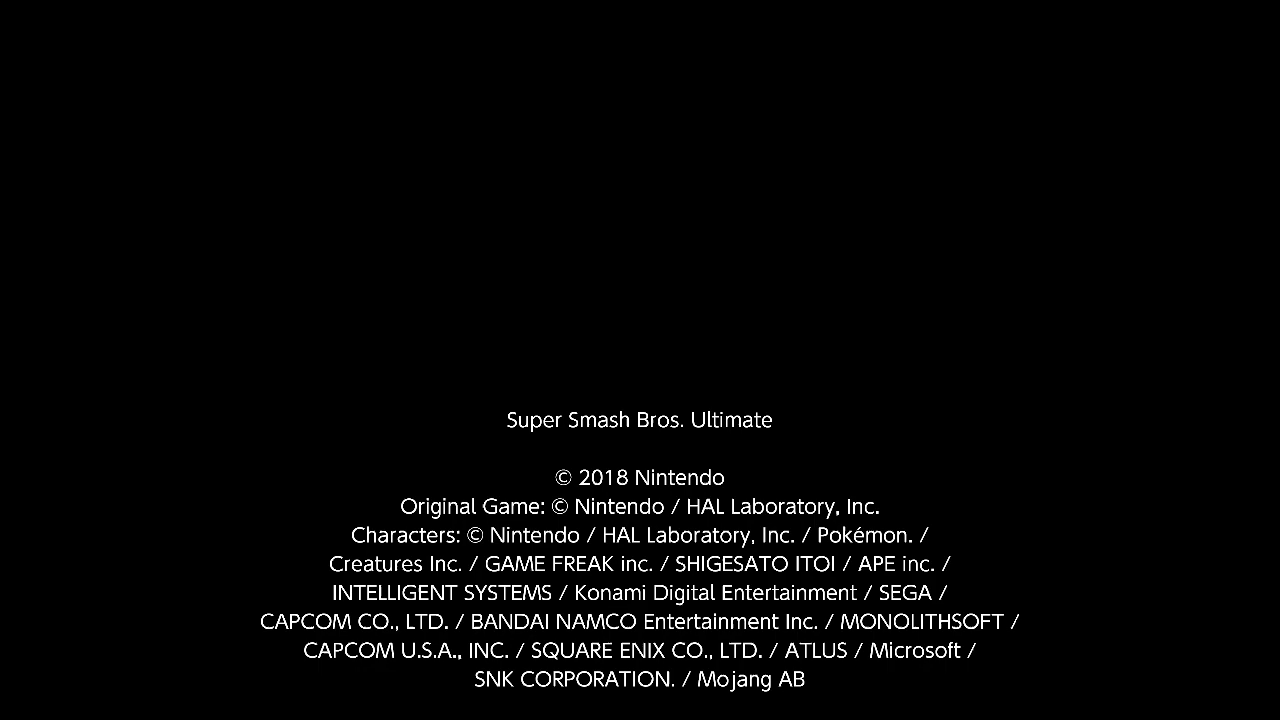 Super Smash Bros. Ultimate
© 2018 Nintendo
Original Game: © Nintendo / HAL Laboratory, Inc.
Characters: © Nintendo / HAL Laboratory, Inc. / Pokémon. /
Creatures Inc. / GAME FREAK inc. / SHIGESATO ITOI / APE inc. /
INTELLIGENT SYSTEMS / Konami Digital Entertainment / SEGA /
CAPCOM CO., LTD. / BANDAI NAMCO Entertainment Inc. / MONOLITHSOFT /
CAPCOM U.S.A., INC. / SQUARE ENIX CO., LTD. / ATLUS / Microsoft /
SNK CORPORATION. / Mojang AB